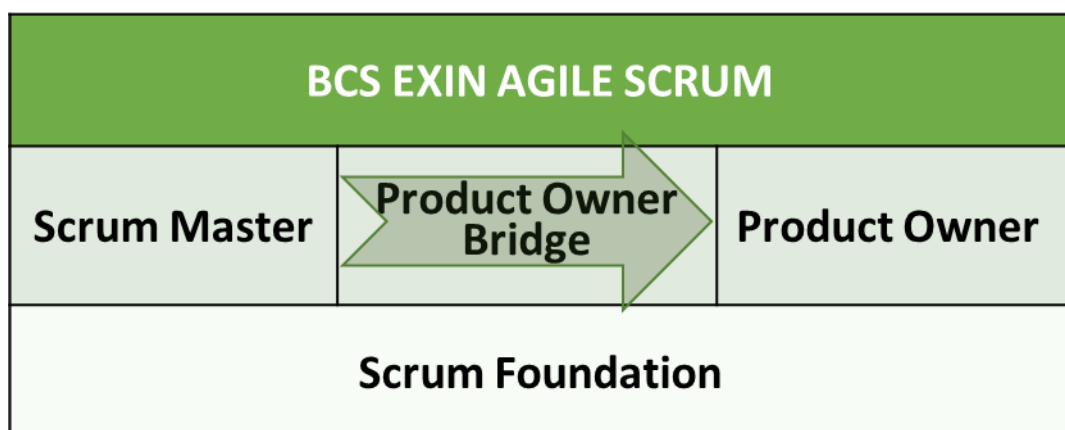 BCS EXIN AGILE SCRUM
Scrum Master
Product Owner
Bridge
Product Owner
Scrum Foundation